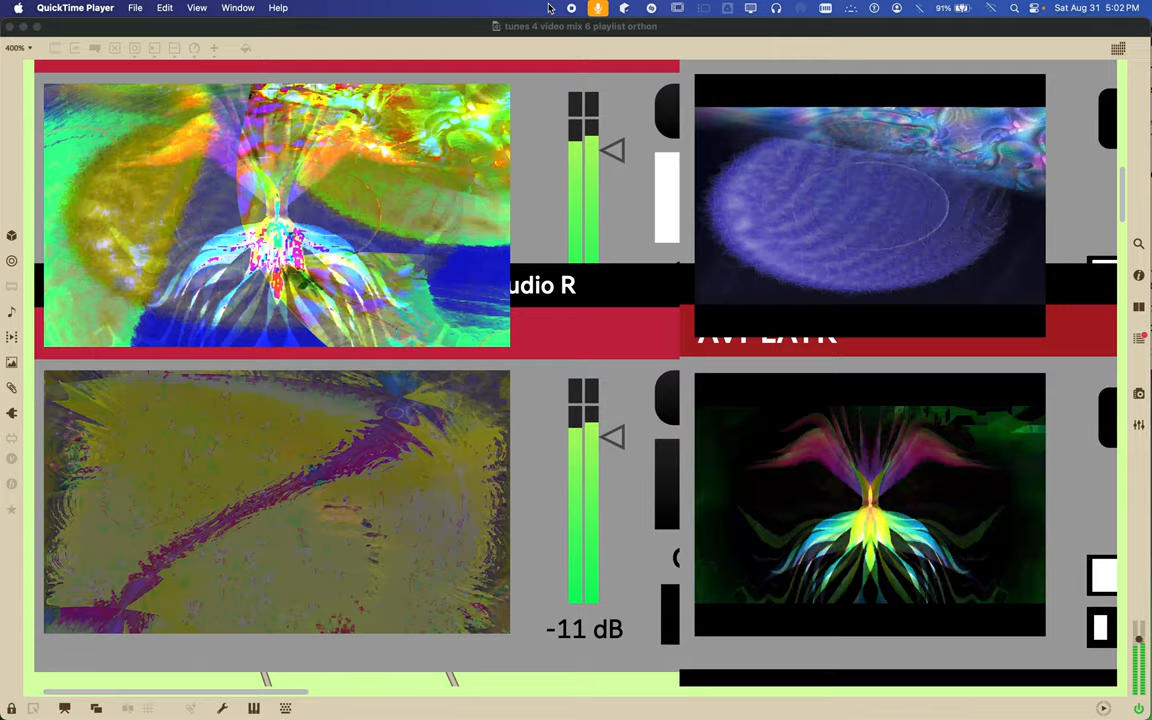 QuickTime Player File Edit View Window Help 91% Sat Aug 31 5:02 PM
tunes 4 video mix 6 playlist orthon
400%
udio R
-11 dB